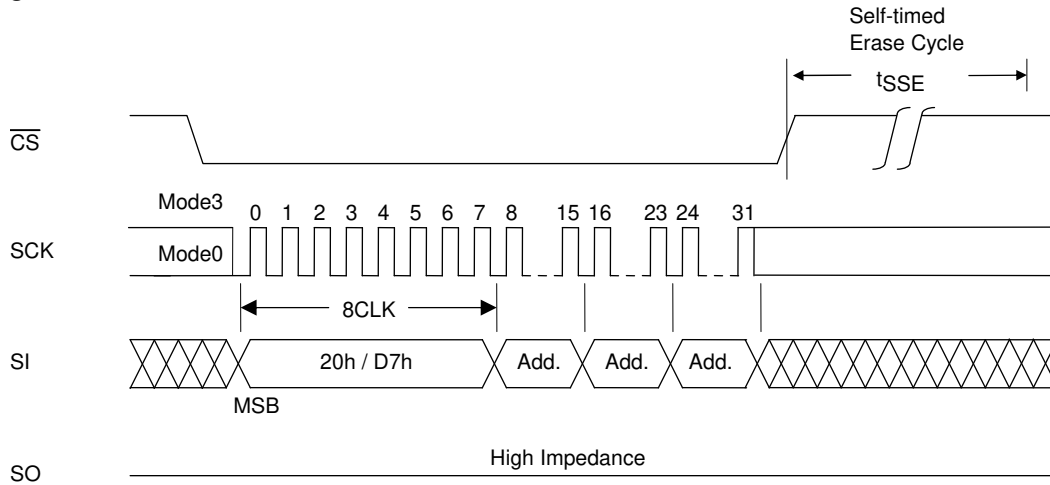 Self-timed
Erase Cycle
tSSE
CS
Mode3
0 1 2 3 4 5 6 7 8 15 16 23 24 31
SCK
Mode0
8CLK
SI
20h / D7h
Add.
Add.
Add.
MSB
High Impedance
SO